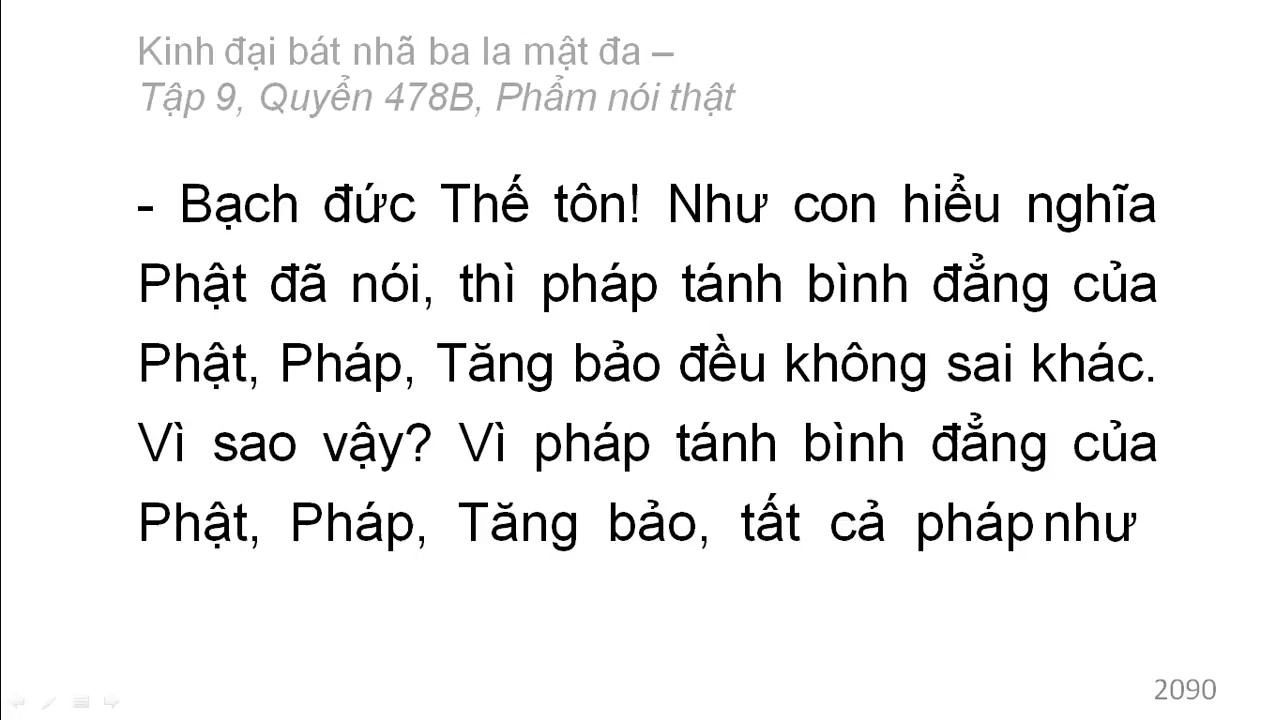 Kinh đại bát nhã ba la mật đa –
Tập 9, Quyển 478B, Phẩm nói thật
- Bạch đức Thế tôn! Như con hiểu nghĩa
Phật đã nói, thì pháp tánh bình đẳng của
Phật, Pháp, Tăng bảo đều không sai khác.
Vì sao vậy? Vì pháp tánh bình đẳng của
Phật, Pháp, Tăng bảo, tất cả pháp như
2090